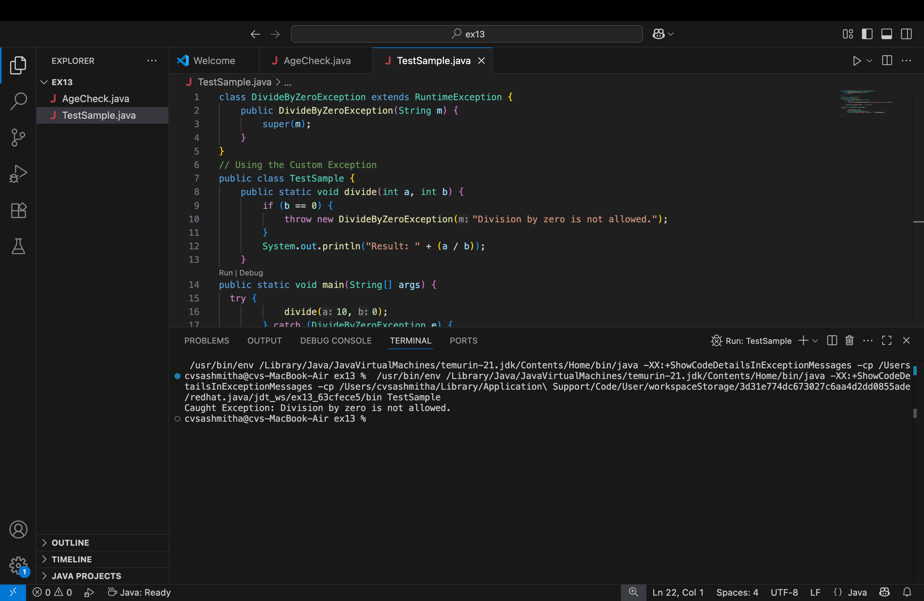 ex13
EXPLORER
Welcome
AgeCheck.java
TestSample.java
EX13
AgeCheck.java
TestSample.java
TestSample.java > ...
1 class DivideByZeroException extends RuntimeException {
2 public DivideByZeroException(String m) {
3 super(m);
4 }
5 }
6 // Using the Custom Exception
7 public class TestSample {
8 public static void divide(int a, int b) {
9 if (b == 0) {
10 throw new DivideByZeroException(m: "Division by zero is not allowed.");
11 }
12 System.out.println("Result: " + (a / b));
13 }
Run | Debug
14 public static void main(String[] args) {
15 try {
16 divide(a: 10, b: 0);
17 } catch (DivideByZeroException e) {
PROBLEMS OUTPUT DEBUG CONSOLE TERMINAL PORTS
Run: TestSample
/usr/bin/env /Library/Java/JavaVirtualMachines/temurin-21.jdk/Contents/Home/bin/java -XX:+ShowCodeDetailsInExceptionMessages -cp /Users
cvsashmitha@cvs-MacBook-Air ex13 % /usr/bin/env /Library/Java/JavaVirtualMachines/temurin-21.jdk/Contents/Home/bin/java -XX:+ShowCodeDe
tailsInExceptionMessages -cp /Users/cvsashmitha/Library/Application\ Support/Code/User/workspaceStorage/3d31e774dc673027c6aa4d2dd0855ade
/redhat.java/jdt_ws/ex13_63cfece5/bin TestSample
Caught Exception: Division by zero is not allowed.
cvsashmitha@cvs-MacBook-Air ex13 %
OUTLINE
TIMELINE
JAVA PROJECTS
1
0 0 Java: Ready
Ln 22, Col 1 Spaces: 4 UTF-8 LF {} Java